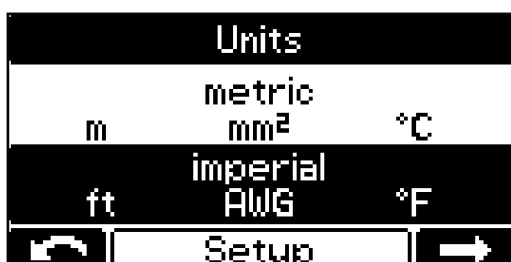 Units
metric
m mm² °C
imperial
ft AWG °F
Setup